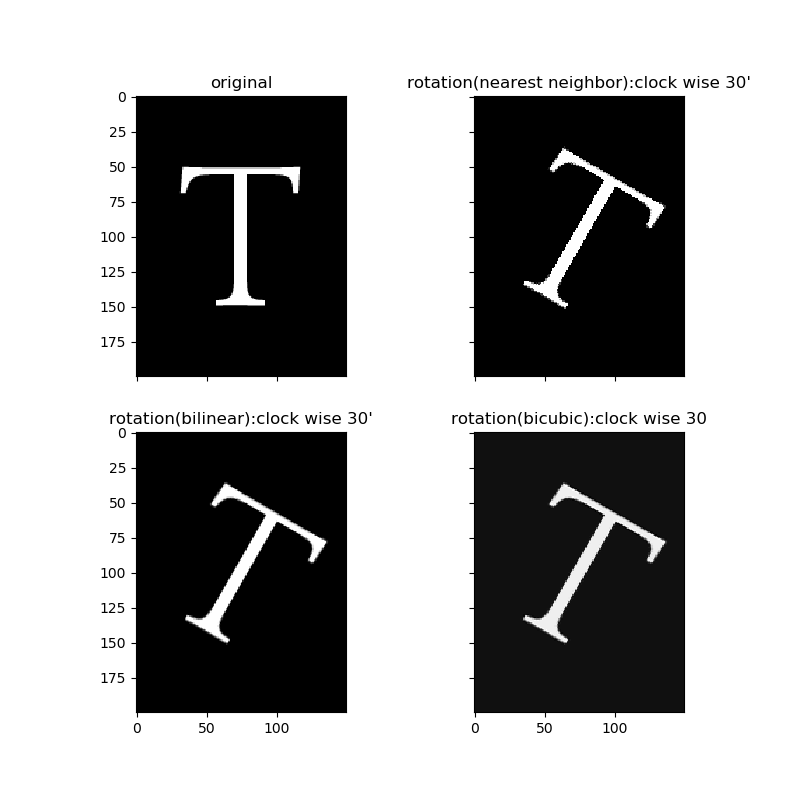 original
rotation(nearest neighbor):clock wise 30'
0
25
50
75
100
125
150
175
T
T
rotation(bilinear):clock wise 30'
rotation(bicubic):clock wise 30
0
25
50
75
100
125
150
175
T
T
0 50 100
0 50 100